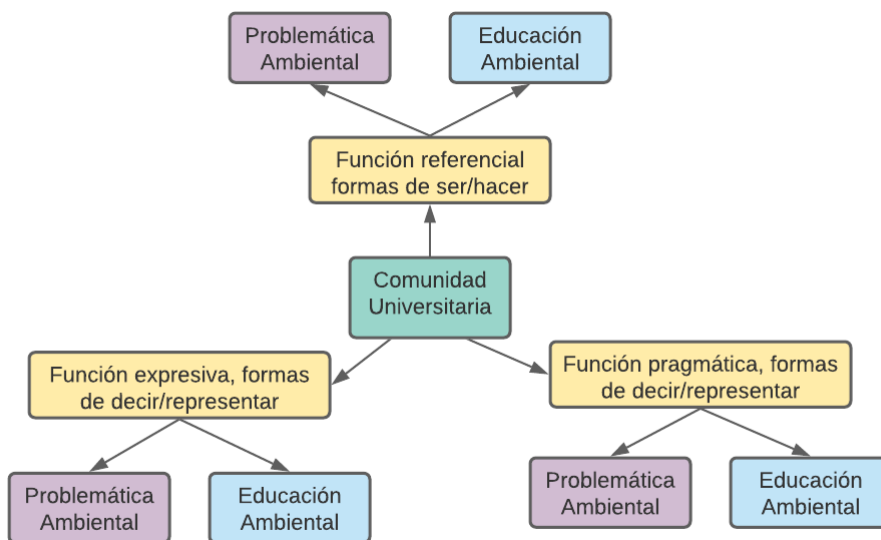 Problemática
Ambiental
Educación
Ambiental
Función referencial
formas de ser/hacer
Comunidad
Universitaria
Función expresiva, formas
de decir/representar
Función pragmática, formas
de decir/representar
Problemática
Ambiental
Educación
Ambiental
Problemática
Ambiental
Educación
Ambiental